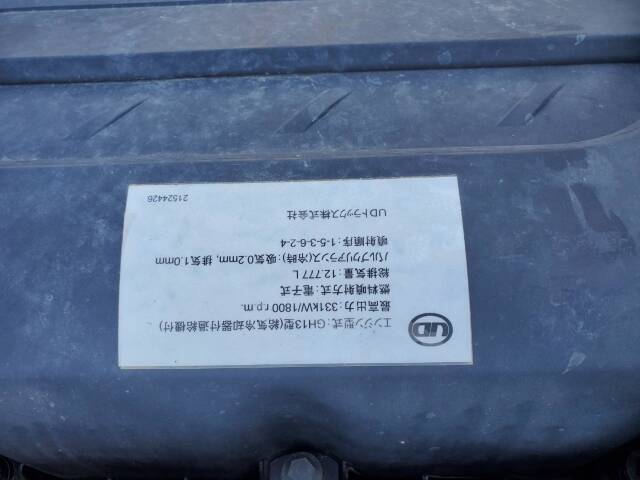 UD
エンジン型式:GH13型(給気冷却器付過給機付)
最高出力:331kW/1800 r.p.m.
燃料噴射方式:電子式
総排気量:12.777 L
バルブクリアランス(冷時):吸気0.2mm, 排気1.0mm
噴射順序:1-5-3-6-2-4
UDトラックス株式会社
21524426